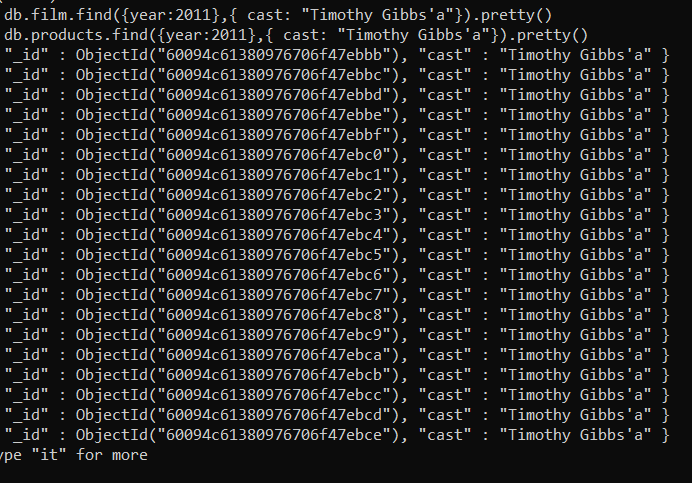 db.film.find({year:2011},{ cast: "Timothy Gibbs'a"}).pretty()
db.products.find({year:2011},{ cast: "Timothy Gibbs'a"}).pretty()
"_id" : ObjectId("60094c61380976706f47ebbb"), "cast" : "Timothy Gibbs'a" }
"_id" : ObjectId("60094c61380976706f47ebbc"), "cast" : "Timothy Gibbs'a" }
"_id" : ObjectId("60094c61380976706f47ebbd"), "cast" : "Timothy Gibbs'a" }
"_id" : ObjectId("60094c61380976706f47ebbe"), "cast" : "Timothy Gibbs'a" }
"_id" : ObjectId("60094c61380976706f47ebbf"), "cast" : "Timothy Gibbs'a" }
"_id" : ObjectId("60094c61380976706f47ebc0"), "cast" : "Timothy Gibbs'a" }
"_id" : ObjectId("60094c61380976706f47ebc1"), "cast" : "Timothy Gibbs'a" }
"_id" : ObjectId("60094c61380976706f47ebc2"), "cast" : "Timothy Gibbs'a" }
"_id" : ObjectId("60094c61380976706f47ebc3"), "cast" : "Timothy Gibbs'a" }
"_id" : ObjectId("60094c61380976706f47ebc4"), "cast" : "Timothy Gibbs'a" }
"_id" : ObjectId("60094c61380976706f47ebc5"), "cast" : "Timothy Gibbs'a" }
"_id" : ObjectId("60094c61380976706f47ebc6"), "cast" : "Timothy Gibbs'a" }
"_id" : ObjectId("60094c61380976706f47ebc7"), "cast" : "Timothy Gibbs'a" }
"_id" : ObjectId("60094c61380976706f47ebc8"), "cast" : "Timothy Gibbs'a" }
"_id" : ObjectId("60094c61380976706f47ebc9"), "cast" : "Timothy Gibbs'a" }
"_id" : ObjectId("60094c61380976706f47ebca"), "cast" : "Timothy Gibbs'a" }
"_id" : ObjectId("60094c61380976706f47ebcb"), "cast" : "Timothy Gibbs'a" }
"_id" : ObjectId("60094c61380976706f47ebcc"), "cast" : "Timothy Gibbs'a" }
"_id" : ObjectId("60094c61380976706f47ebcd"), "cast" : "Timothy Gibbs'a" }
"_id" : ObjectId("60094c61380976706f47ebce"), "cast" : "Timothy Gibbs'a" }
ype "it" for more